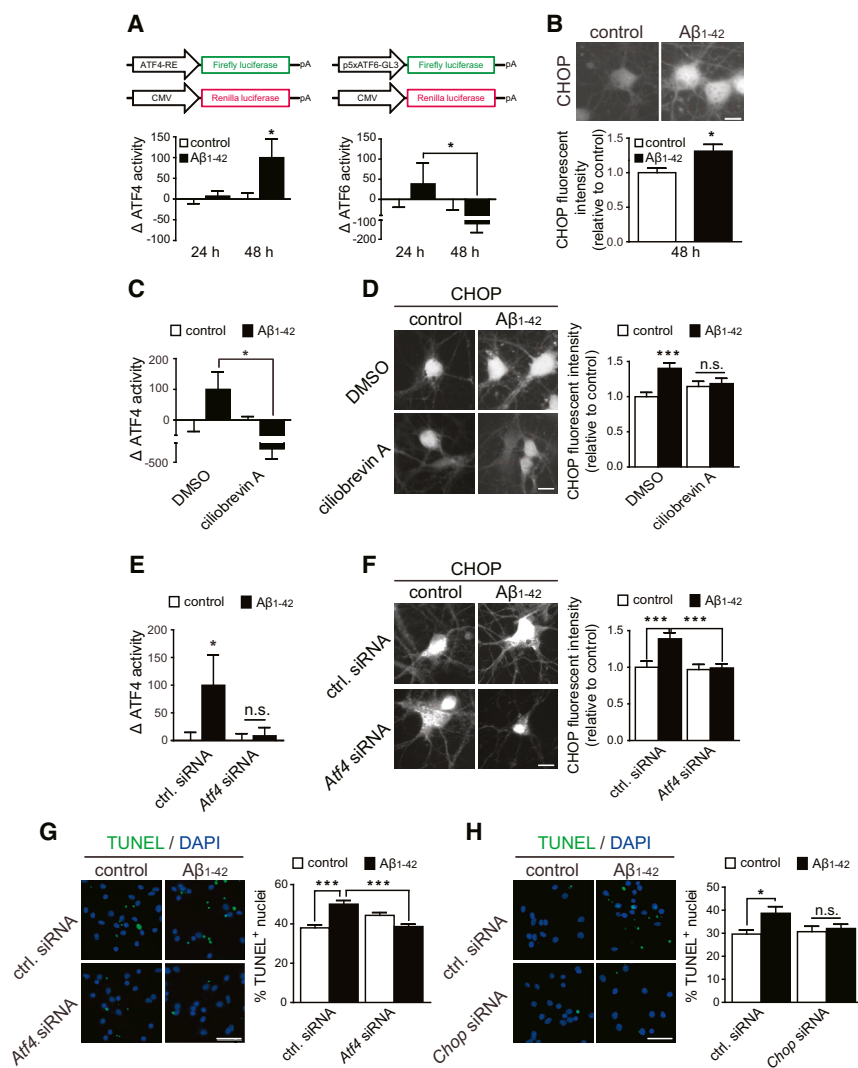 A
ATF4-RE Firefly luciferase pA
CMV Renilla luciferase pA
p5xATF6-GL3 Firefly luciferase pA
CMV Renilla luciferase pA
Δ ATF4 activity
150
100
50
0
-50
-100
control
Aβ1-42
*
24 h 48 h
Δ ATF6 activity
150
100
50
0
-100
-200
*
24 h 48 h
B
control Aβ1-42
CHOP
CHOP fluorescent
intensity
(relative to control)
1.5
1.0
0.5
0.0
control
Aβ1-42
*
48 h
C
control Aβ1-42
Δ ATF4 activity
200
100
0
-500
*
DMSO
ciliobrevin A
D
CHOP
control Aβ1-42
DMSO
ciliobrevin A
control Aβ1-42
CHOP fluorescent intensity
(relative to control)
1.5
1.0
0.5
0.0
*** n.s.
DMSO
ciliobrevin A
E
control Aβ1-42
Δ ATF4 activity
200
150
100
50
0
*
n.s.
ctrl. siRNA
Atf4 siRNA
F
CHOP
control Aβ1-42
ctrl. siRNA
Atf4 siRNA
control Aβ1-42
CHOP fluorescent intensity
(relative to control)
1.5
1.0
0.5
0.0
*** ***
ctrl. siRNA
Atf4 siRNA
G
TUNEL / DAPI
control Aβ1-42
ctrl. siRNA
Atf4 siRNA
control Aβ1-42
% TUNEL+ nuclei
60
40
20
0
*** ***
ctrl. siRNA
Atf4 siRNA
H
TUNEL / DAPI
control Aβ1-42
ctrl. siRNA
Chop siRNA
control Aβ1-42
% TUNEL+ nuclei
50
40
30
20
10
0
*
n.s.
ctrl. siRNA
Chop siRNA